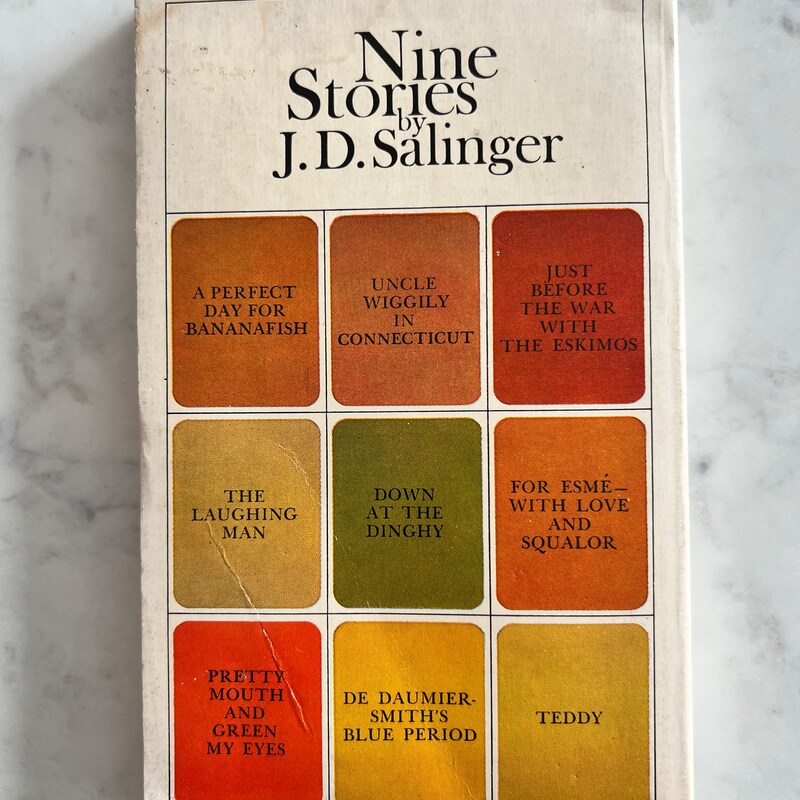 Nine
Stories
by
J.D. Salinger
A PERFECT
DAY FOR
BANANAFISH
UNCLE
WIGGILY
IN
CONNECTICUT
JUST
BEFORE
THE WAR
WITH
THE ESKIMOS
THE
LAUGHING
MAN
DOWN
AT THE
DINGHY
FOR ESMÉ—
WITH LOVE
AND
SQUALOR
PRETTY
MOUTH
AND
GREEN
MY EYES
DE DAUMIER-
SMITH'S
BLUE PERIOD
TEDDY